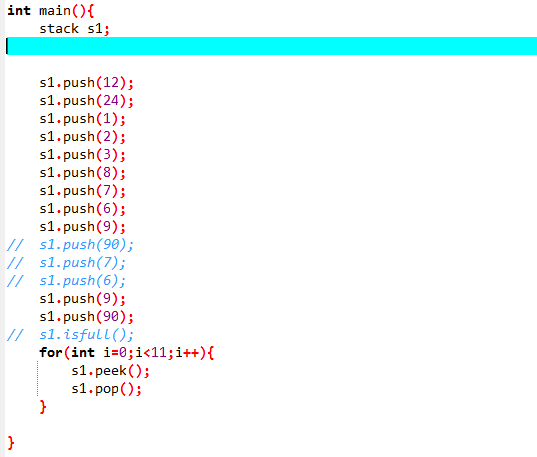 int main(){
    stack s1;
    s1.push(12);
    s1.push(24);
    s1.push(1);
    s1.push(2);
    s1.push(3);
    s1.push(8);
    s1.push(7);
    s1.push(6);
    s1.push(9);
//  s1.push(90);
//  s1.push(7);
//  s1.push(6);
    s1.push(9);
    s1.push(90);
//  s1.isfull();
    for(int i=0;i<11;i++){
        s1.peek();
        s1.pop();
    }
}